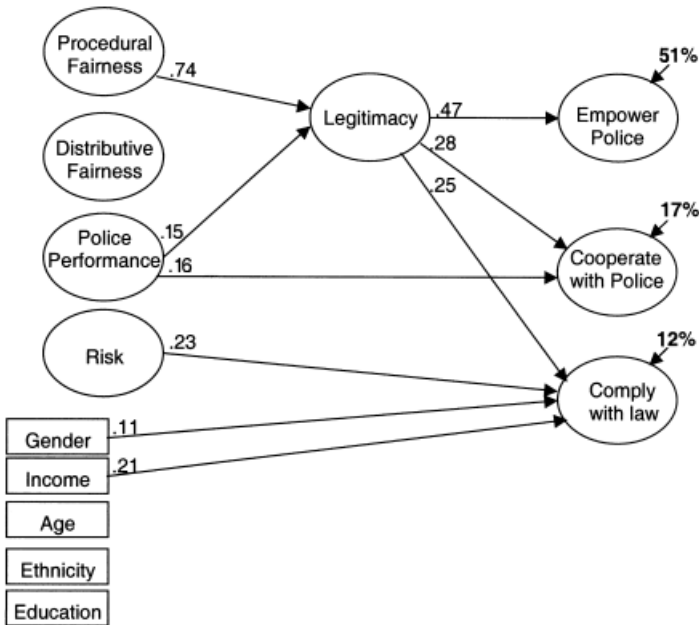 Procedural
Fairness
.74
Distributive
Fairness
Police
Performance
.15
.16
Risk
.23
Gender
.11
Income
.21
Age
Ethnicity
Education
Legitimacy
.47
.28
.25
51%
Empower
Police
17%
Cooperate
with Police
12%
Comply
with law